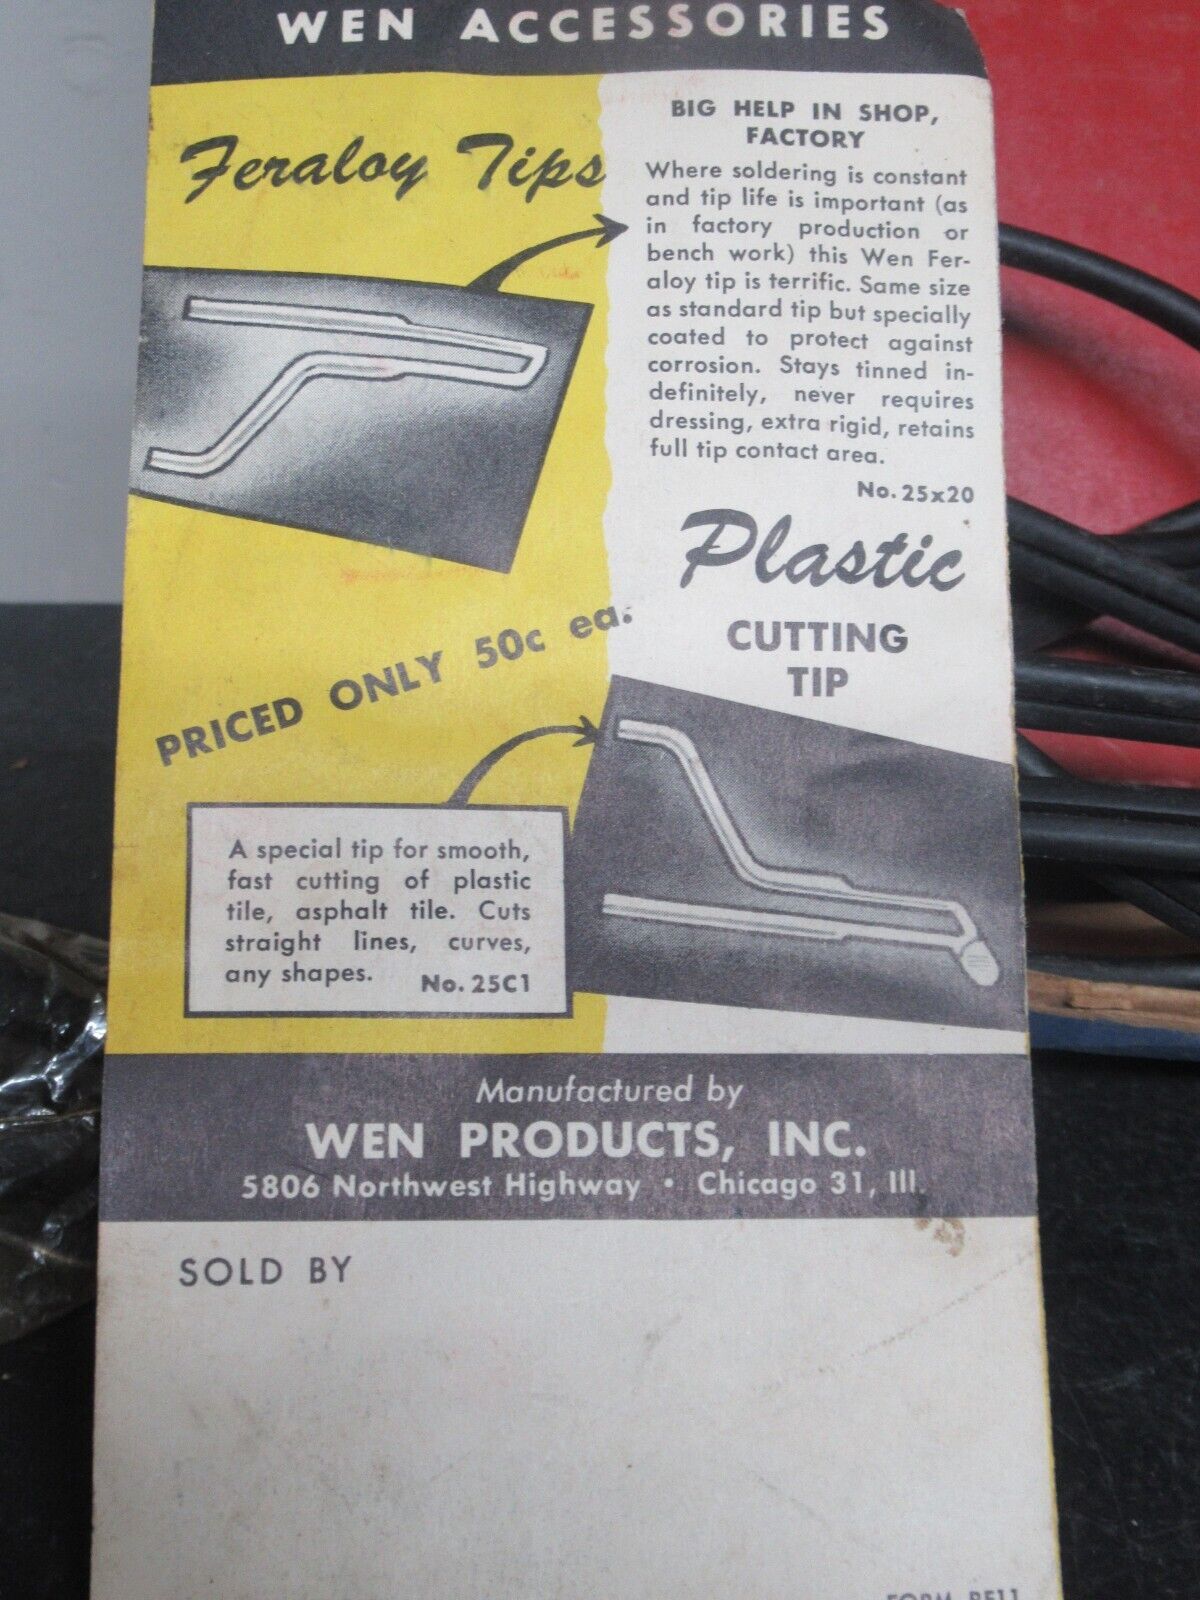 WEN ACCESSORIES
Feraloy Tips
BIG HELP IN SHOP,
FACTORY
Where soldering is constant
and tip life is important (as
in factory production or
bench work) this Wen Fer-
aloy tip is terrific. Same size
as standard tip but specially
coated to protect against
corrosion. Stays tinned in-
definitely, never requires
dressing, extra rigid, retains
full tip contact area.
No. 25x20
Plastic
CUTTING
TIP
PRICED ONLY 50c ea.
A special tip for smooth,
fast cutting of plastic
tile, asphalt tile. Cuts
straight lines, curves,
any shapes.
No. 25C1
Manufactured by
WEN PRODUCTS, INC.
5806 Northwest Highway • Chicago 31, Ill.
SOLD BY
FORM